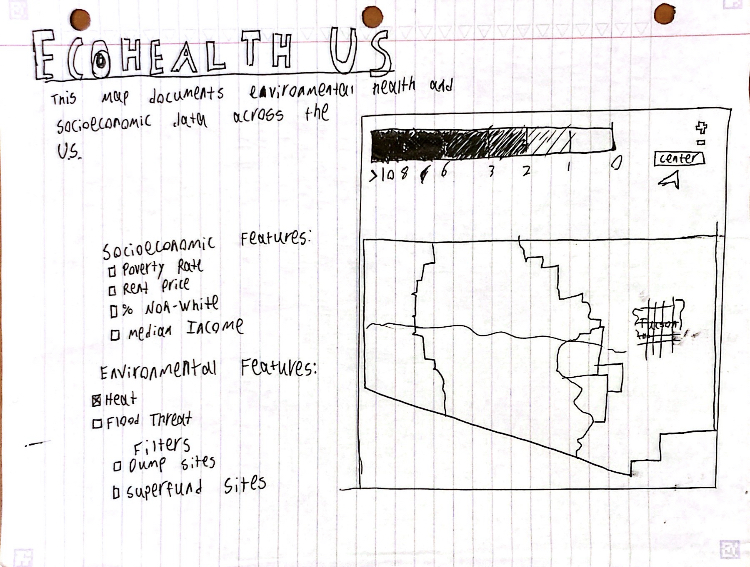 ECOHEALTH US
This map documents environmental health and
socioeconomic data across the
U.S.
>10 8 6 3 2 1 0
+
-
center
Socioeconomic Features:
Poverty Rate
Rent Price
% Non-White
median Income
Tucson
Environmental Features:
Heat
Flood Threat
Filters
Dump sites
superfund sites